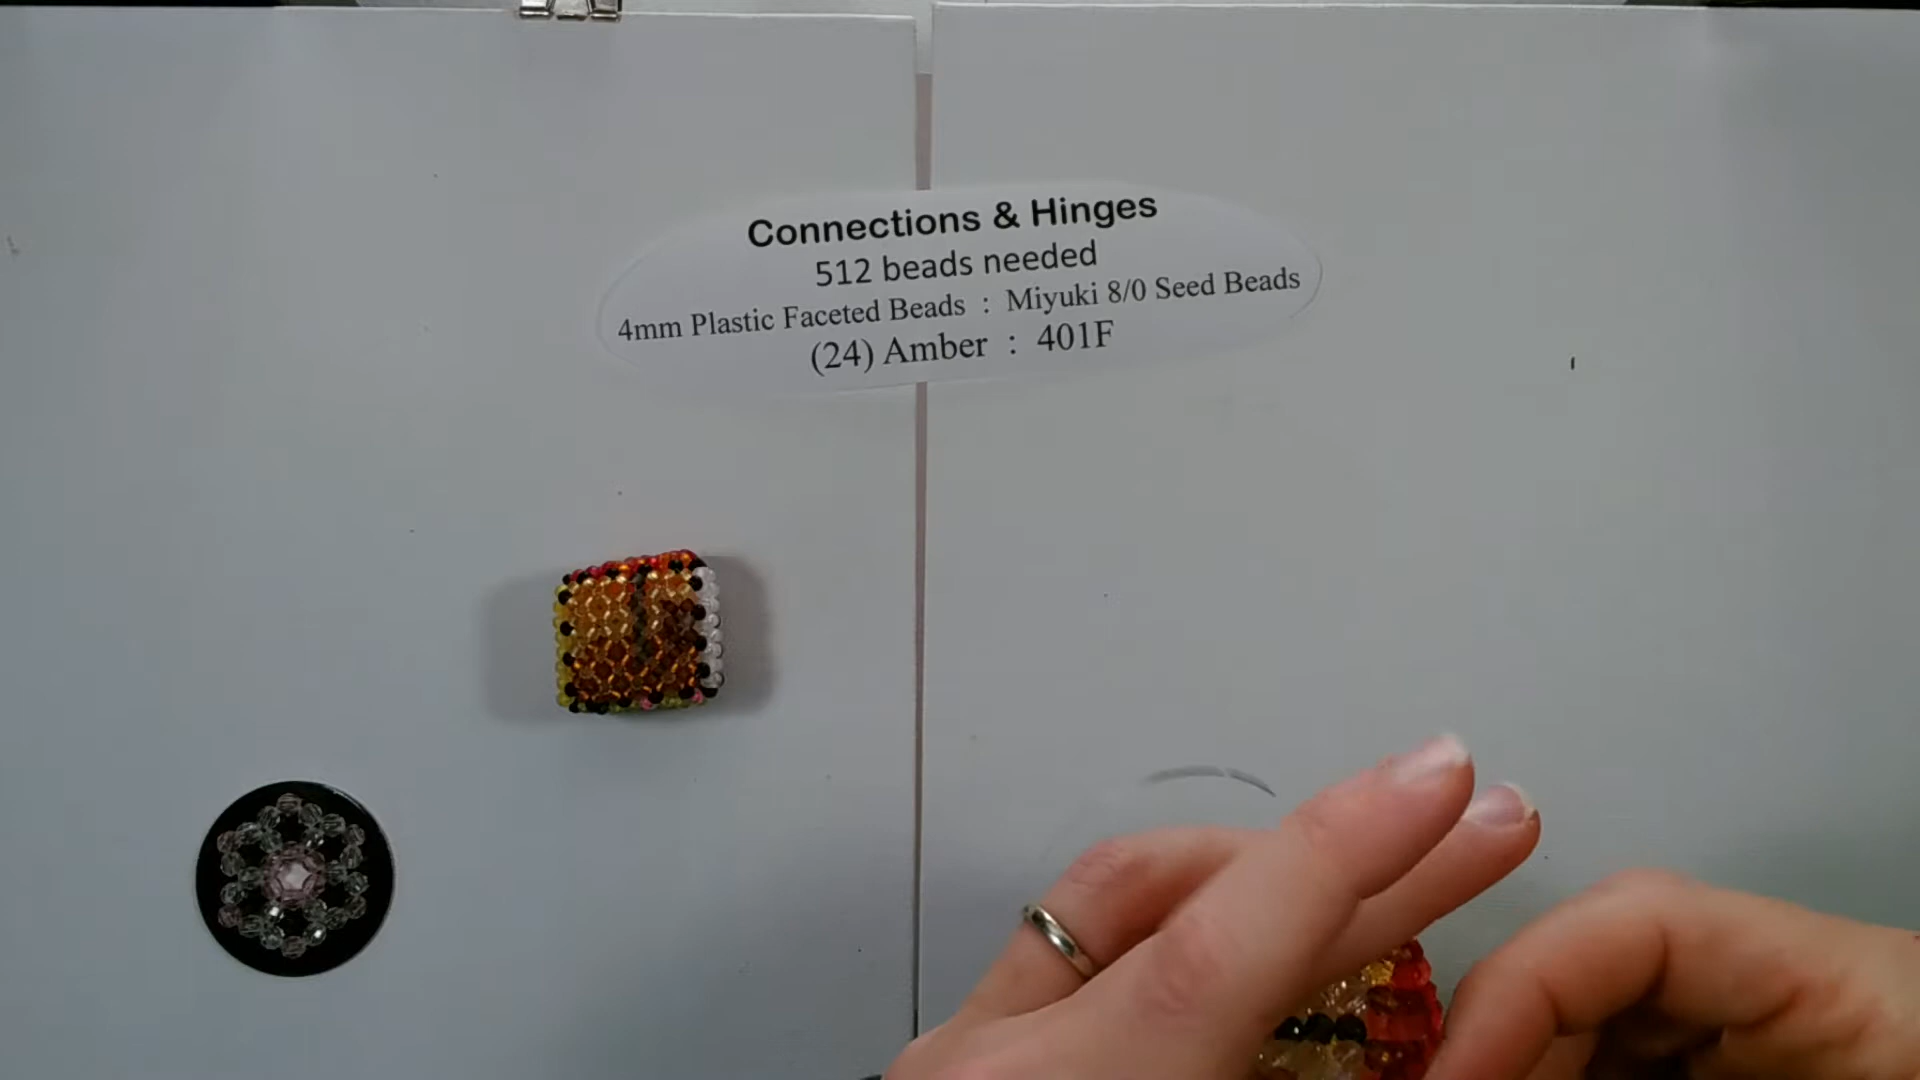 Connections & Hinges
512 beads needed
4mm Plastic Faceted Beads : Miyuki 8/0 Seed Beads
(24) Amber : 401F